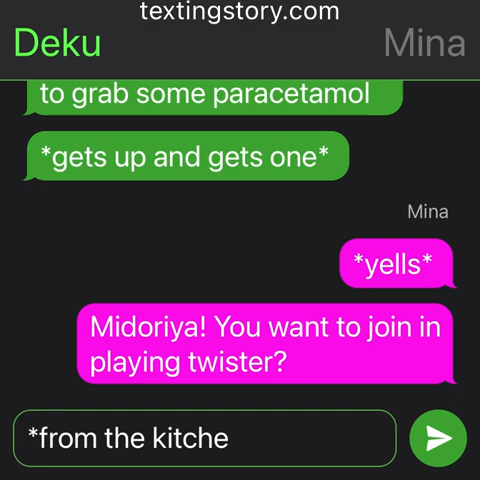 textingstory.com
Deku
Mina
to grab some paracetamol
*gets up and gets one*
Mina
*yells*
Midoriya! You want to join in
playing twister?
*from the kitche